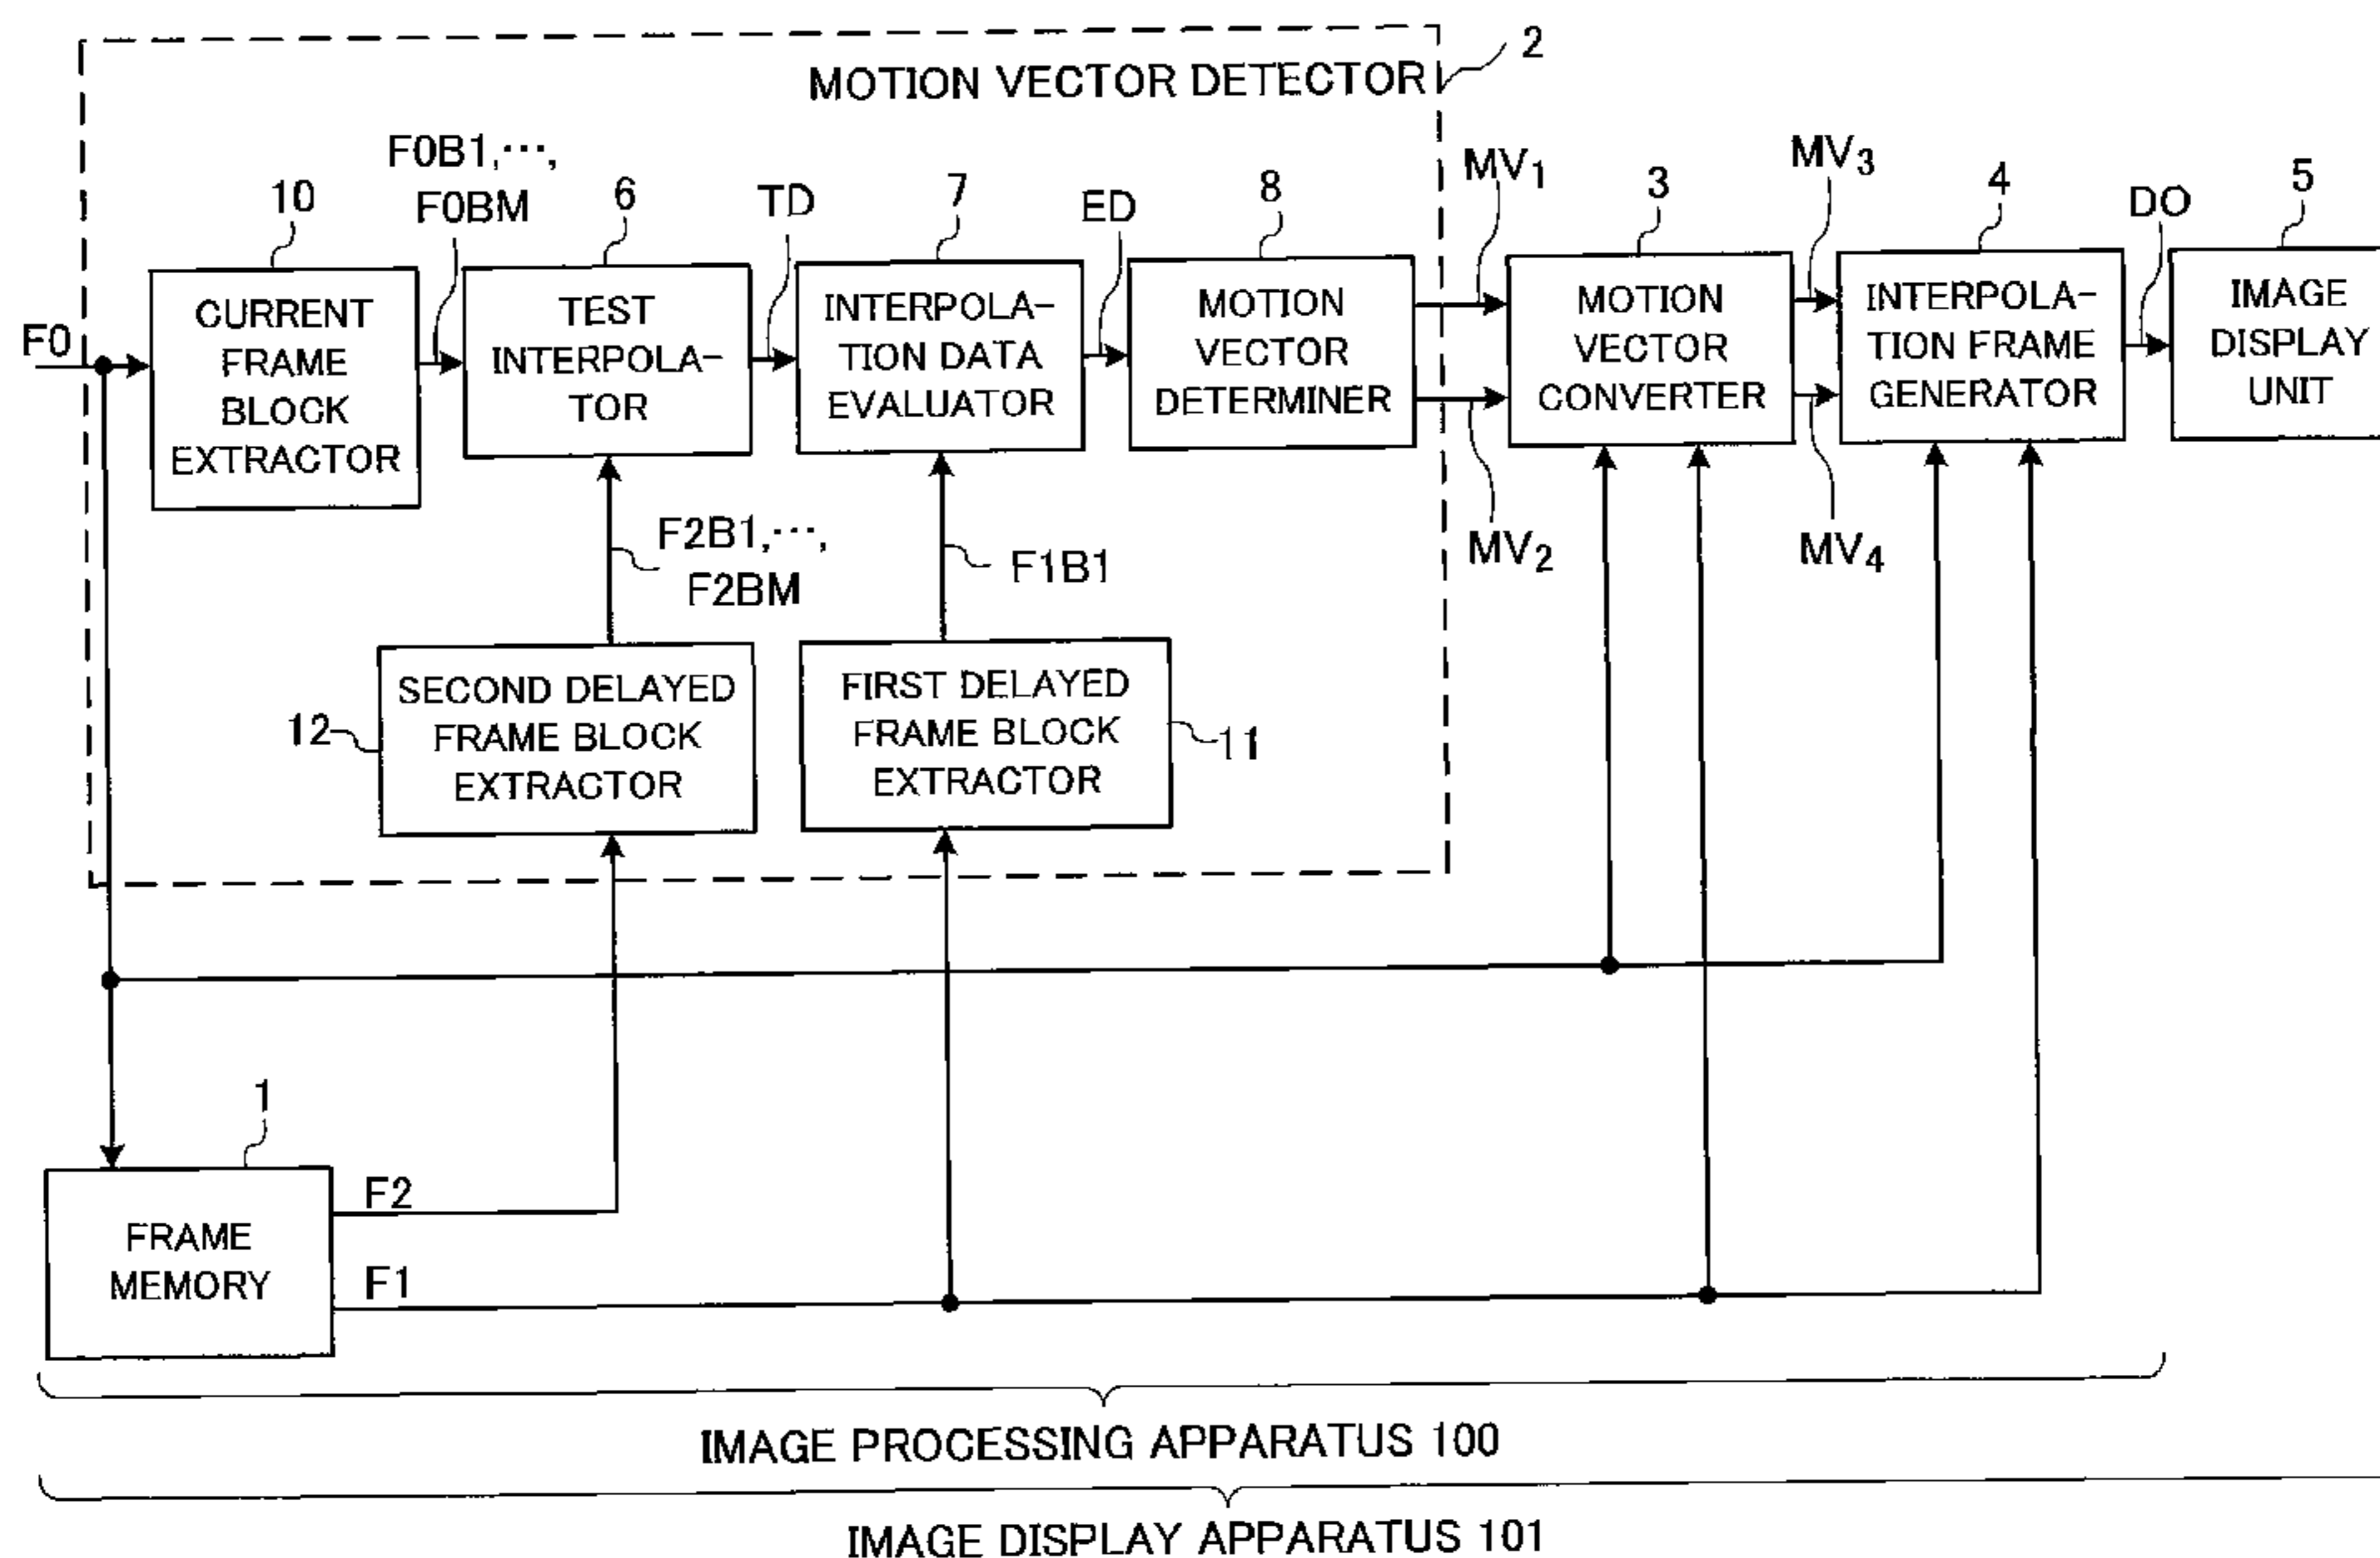 2
MOTION VECTOR DETECTOR
F0B1,⋯,
F0BM
10
6
TD
7
ED
8
MV1
3
MV3
4
DO
5
F0
CURRENT
FRAME
BLOCK
EXTRACTOR
TEST
INTERPOLA-
TOR
INTERPOLA-
TION DATA
EVALUATOR
MOTION
VECTOR
DETERMINER
MOTION
VECTOR
CONVERTER
INTERPOLA-
TION FRAME
GENERATOR
IMAGE
DISPLAY
UNIT
F2B1,⋯,
F2BM
F1B1
MV2
MV4
12
SECOND DELAYED
FRAME BLOCK
EXTRACTOR
FIRST DELAYED
FRAME BLOCK
EXTRACTOR
11
1
FRAME
MEMORY
F2
F1
IMAGE PROCESSING APPARATUS 100
IMAGE DISPLAY APPARATUS 101